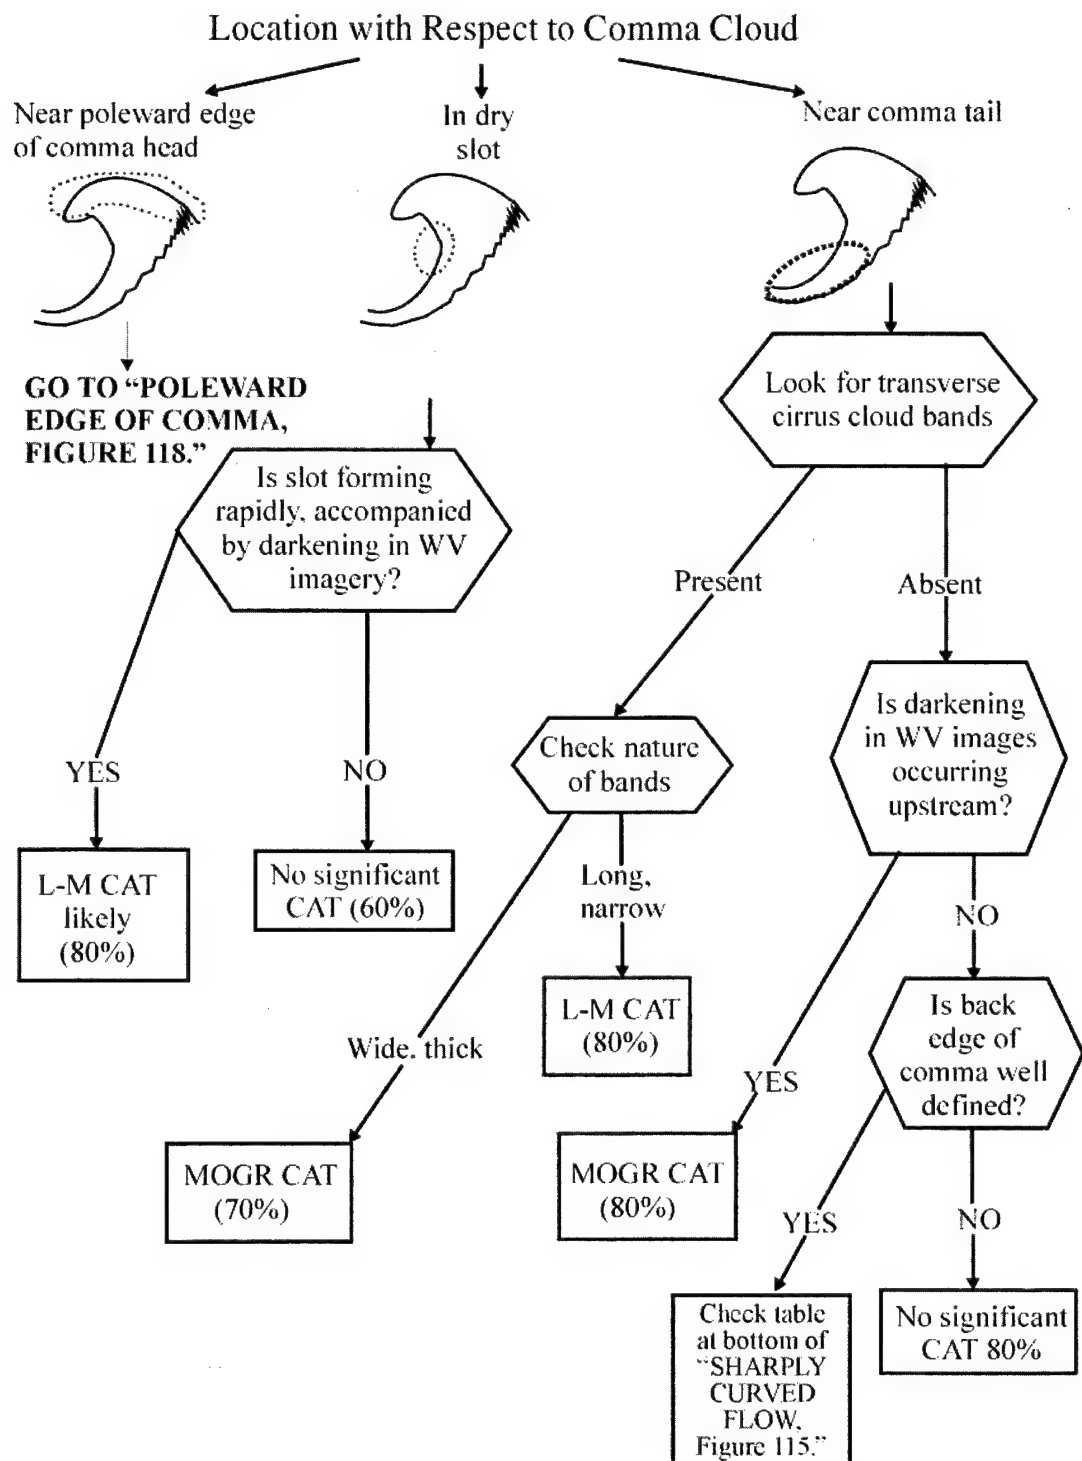 Location with Respect to Comma Cloud
Near poleward edge
of comma head
In dry
slot
Near comma tail
GO TO “POLEWARD
EDGE OF COMMA,
FIGURE 118.”
Look for transverse
cirrus cloud bands
Is slot forming
rapidly, accompanied
by darkening in WV
imagery?
Present
Absent
YES
NO
Check nature
of bands
Is darkening
in WV images
occurring
upstream?
L-M CAT
likely
(80%)
No significant
CAT (60%)
Long,
narrow
NO
Wide. thick
L-M CAT
(80%)
YES
Is back
edge of
comma well
defined?
MOGR CAT
(70%)
MOGR CAT
(80%)
YES
NO
Check table
at bottom of
“SHARPLY
CURVED
FLOW,
Figure 115.”
No significant
CAT 80%